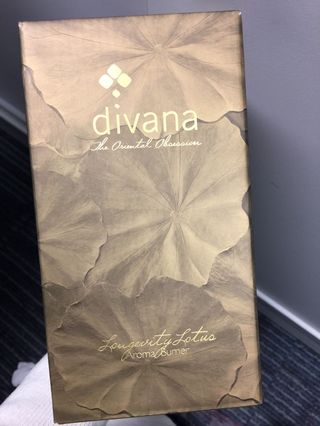 divana
The Oriental Obsession
Longevity Lotus
Aroma Burner